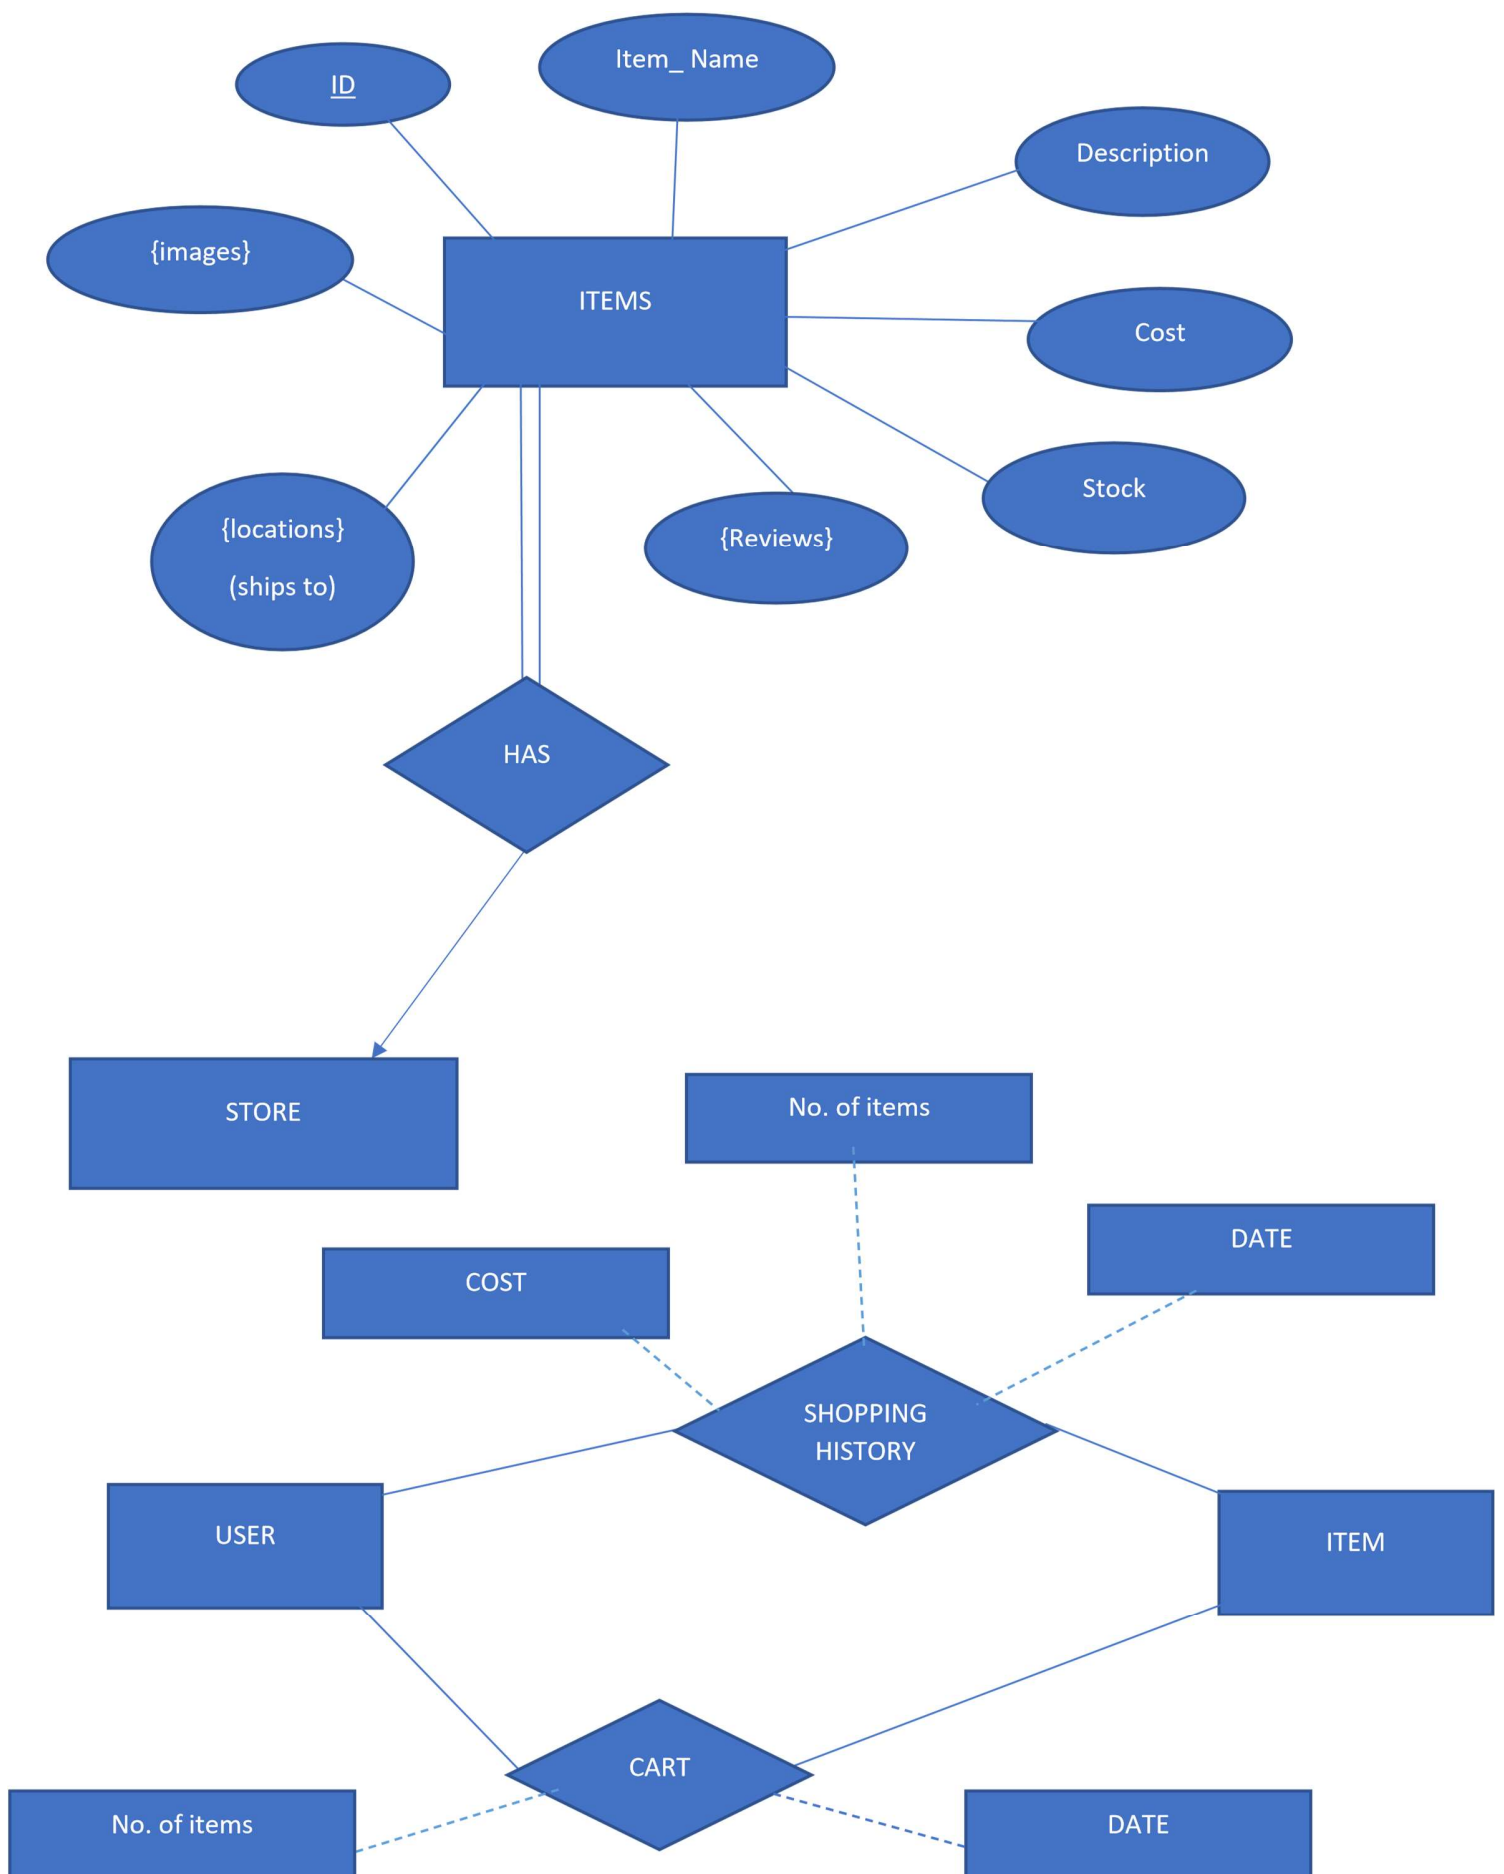 Item_ Name
ID
Description
{images}
ITEMS
Cost
Stock
{locations}
(ships to)
{Reviews}
HAS
STORE
No. of items
DATE
COST
SHOPPING
HISTORY
USER
ITEM
CART
No. of items
DATE